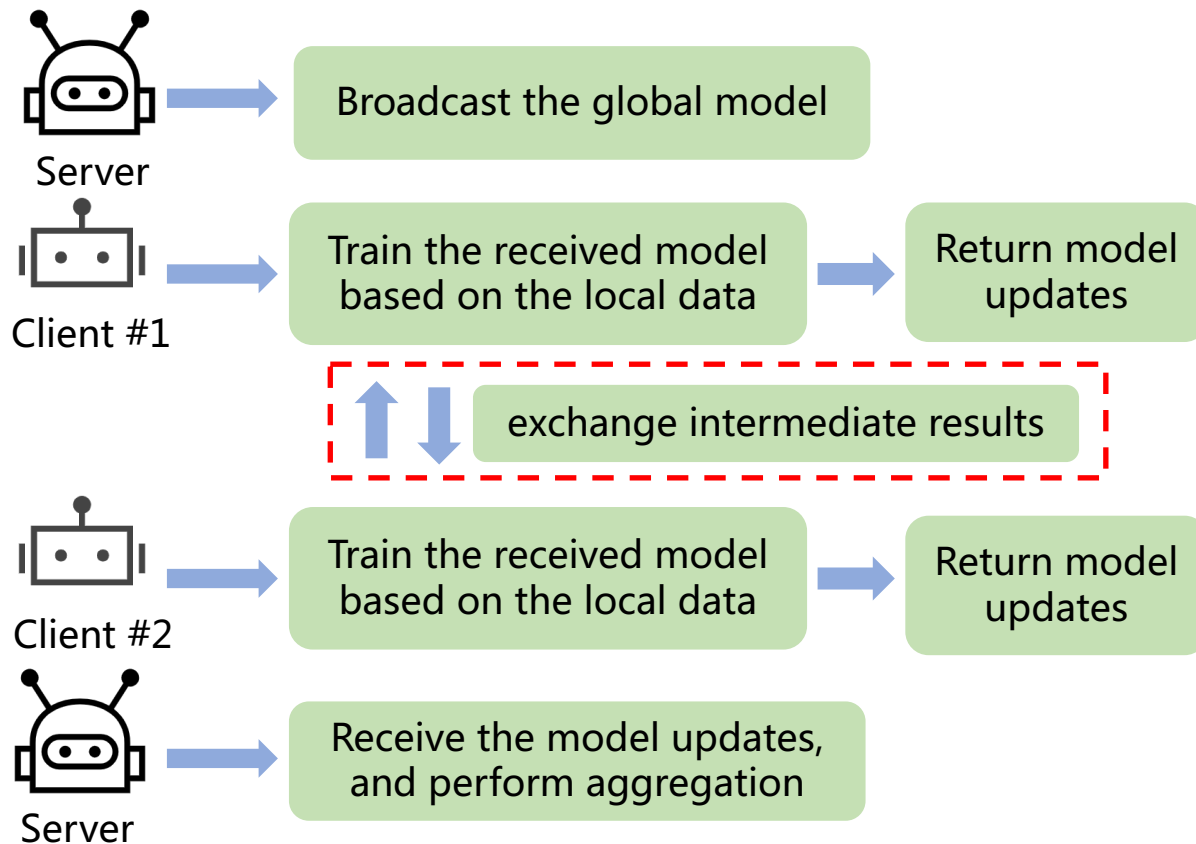 Broadcast the global model
Server
Train the received model
based on the local data
Return model
updates
Client #1
exchange intermediate results
Train the received model
based on the local data
Return model
updates
Client #2
Receive the model updates,
and perform aggregation
Server